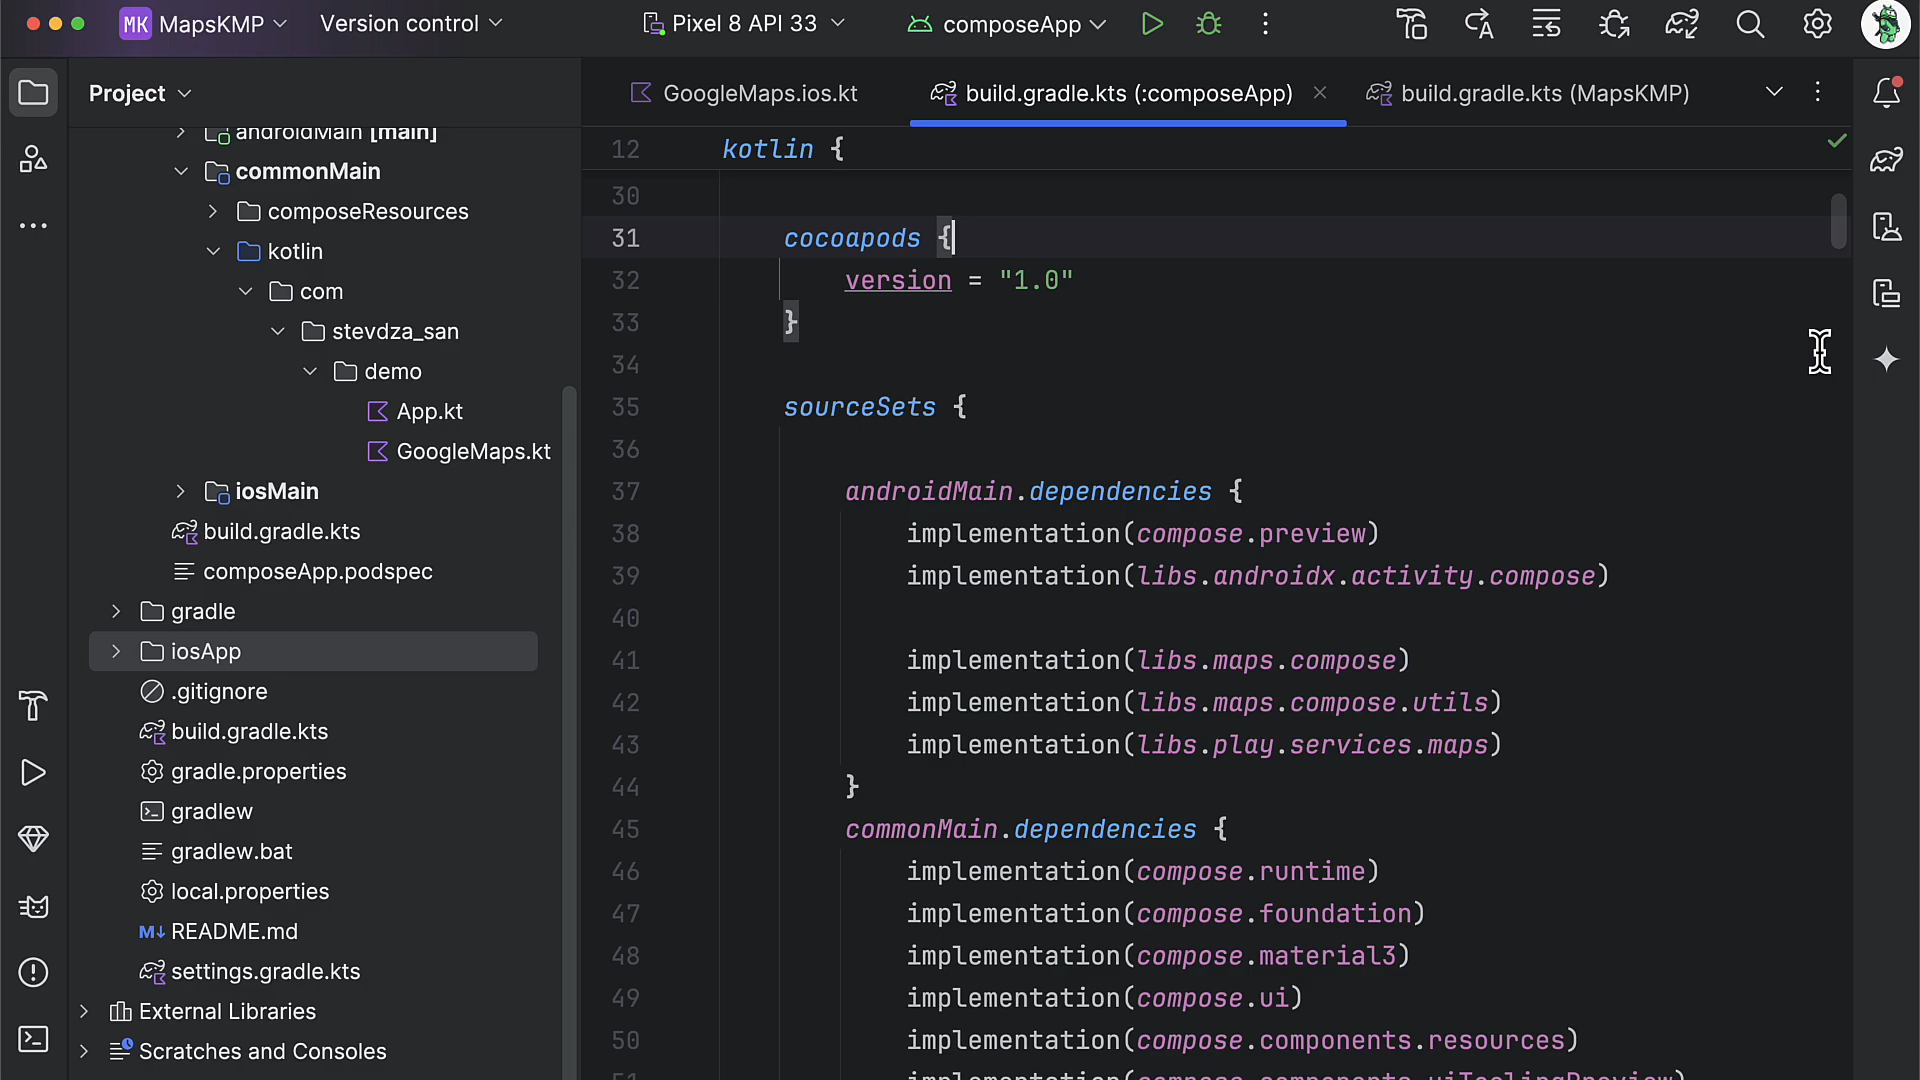 MK MapsKMP Version control Pixel 8 API 33 composeApp
Project
GoogleMaps.ios.kt build.gradle.kts (:composeApp) build.gradle.kts (MapsKMP)
androidMain [main]
commonMain
composeResources
kotlin
com
stevdza_san
demo
App.kt
GoogleMaps.kt
iosMain
build.gradle.kts
composeApp.podspec
gradle
iosApp
.gitignore
build.gradle.kts
gradle.properties
gradlew
gradlew.bat
local.properties
M↓ README.md
settings.gradle.kts
External Libraries
Scratches and Consoles
12 kotlin {
30
31 cocoapods {
32 version = "1.0"
33 }
34
35 sourceSets {
36
37 androidMain.dependencies {
38 implementation(compose.preview)
39 implementation(libs.androidx.activity.compose)
40
41 implementation(libs.maps.compose)
42 implementation(libs.maps.compose.utils)
43 implementation(libs.play.services.maps)
44 }
45 commonMain.dependencies {
46 implementation(compose.runtime)
47 implementation(compose.foundation)
48 implementation(compose.material3)
49 implementation(compose.ui)
50 implementation(compose.components.resources)
51 implementation(compose.components.uiToolingPreview)